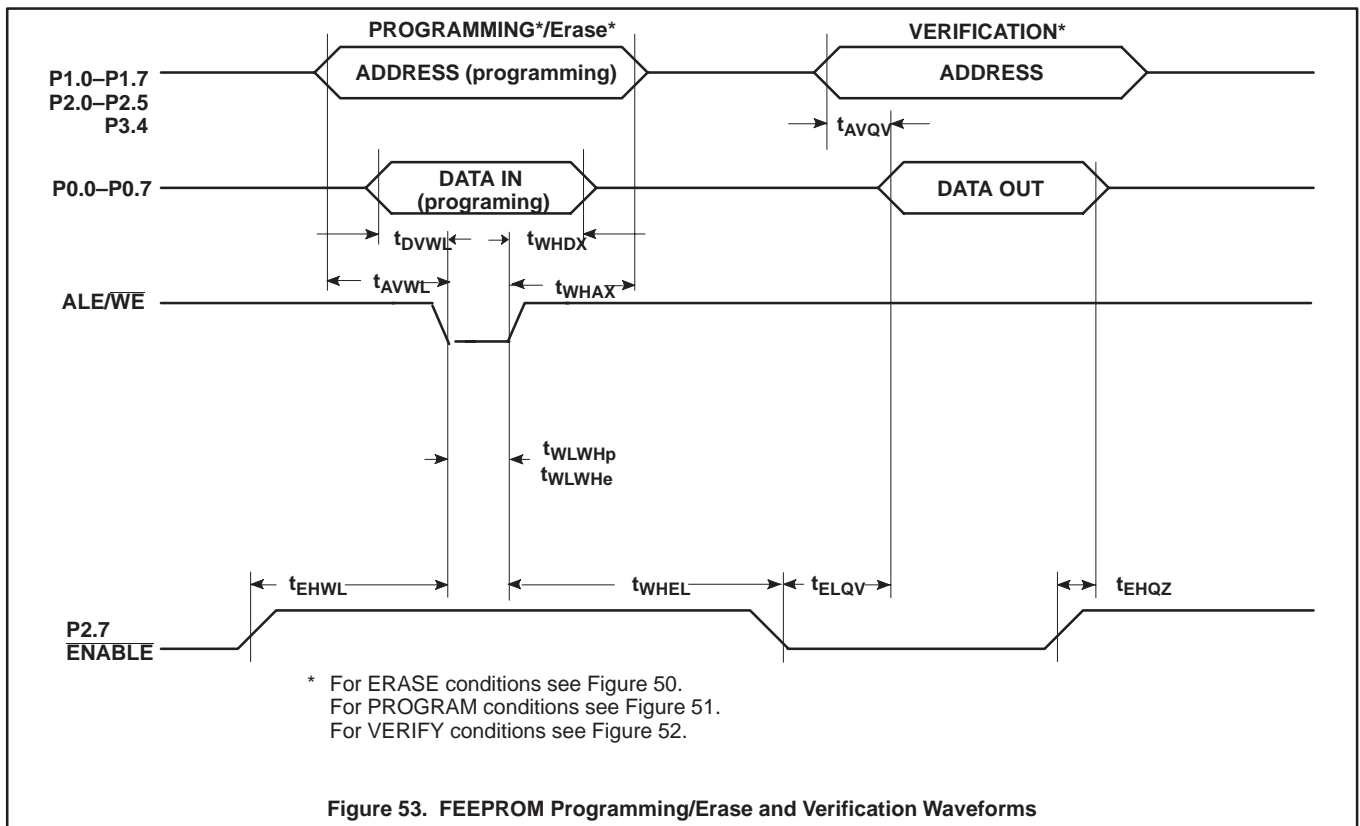 PROGRAMMING*/Erase* VERIFICATION*
P1.0–P1.7
P2.0–P2.5
P3.4
ADDRESS (programming) ADDRESS
tAVQV
P0.0–P0.7
DATA IN
(programing)
DATA OUT
tDVWL tWHDX
tAVWL tWHAX
ALE/WE
tWLWHp
tWLWHe
tEHWL tWHEL tELQV tEHQZ
P2.7
ENABLE
* For ERASE conditions see Figure 50.
For PROGRAM conditions see Figure 51.
For VERIFY conditions see Figure 52.
Figure 53. FEEPROM Programming/Erase and Verification Waveforms